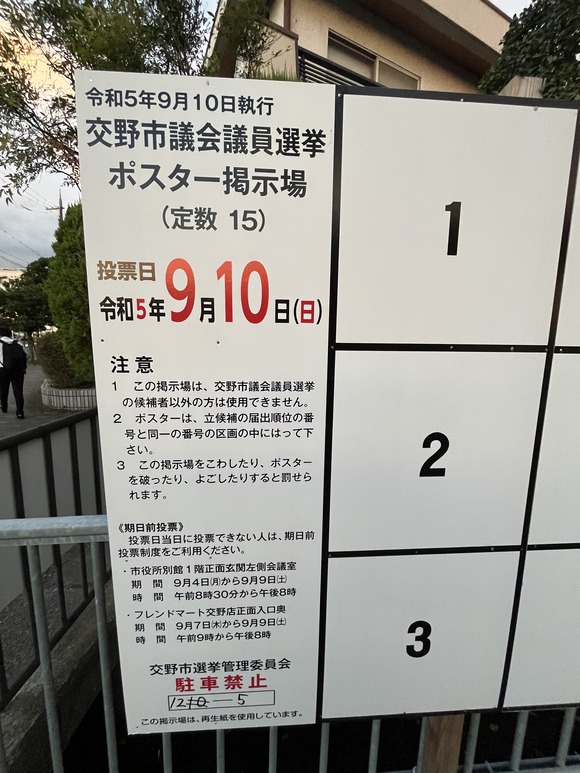 令和5年9月10日執行
交野市議会議員選挙
ポスター掲示場
（定数 15）
投票日
令和5年9月10日(日)
注意
1 この掲示場は、交野市議会議員選挙
の候補者以外の方は使用できません。
2 ポスターは、立候補の届出順位の番
号と同一の番号の区画の中にはって下
さい。
3 この掲示場をこわしたり、ポスター
を破ったり、よごしたりすると罰せら
れます。
《期日前投票》
投票日当日に投票できない人は、期日前
投票制度をご利用ください。
・市役所別館1階正面玄関左側会議室
期 間 9月4日㈪から9月9日㈯
時 間 午前8時30分から午後8時
・フレンドマート交野店正面入口奥
期 間 9月7日㈭から9月9日㈯
時 間 午前9時から午後8時
交野市選挙管理委員会
駐車禁止
この掲示場は、再生紙を使用しています。
1
2
3